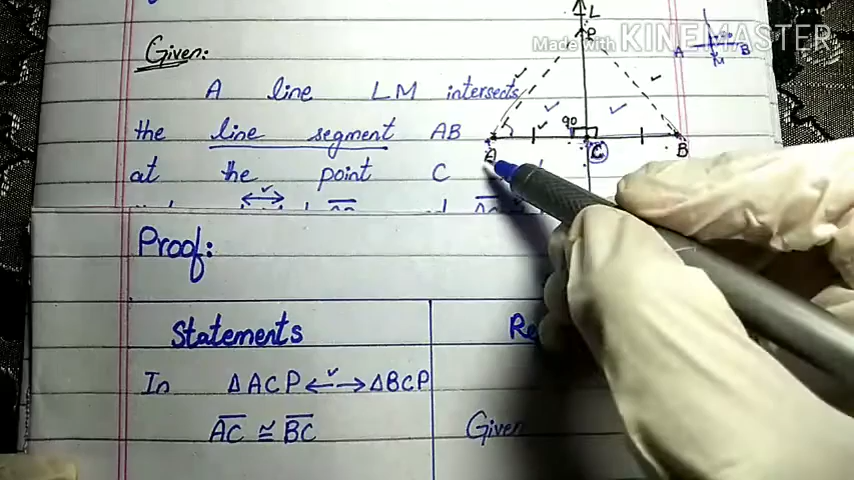 Made with KINEMASTER
Given:
A line LM intersects
the line segment AB
at the point C
L
P
90
A
C
B
A
B
M
Proof:
Statements
In ΔACP ↔ ΔBCP
AC ≅ BC
Given